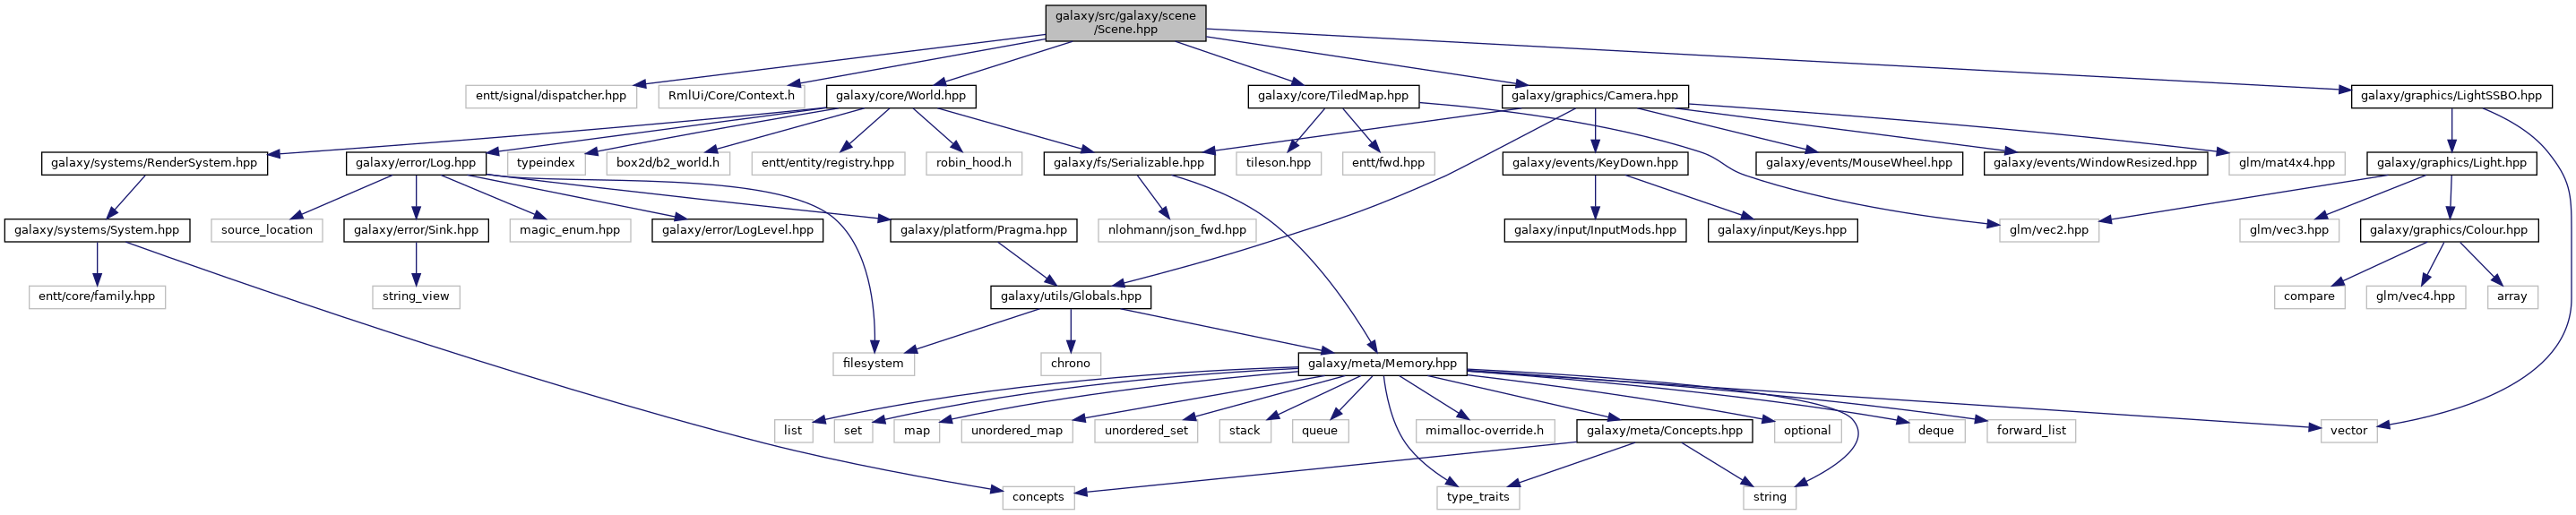 galaxy/src/galaxy/scene
/Scene.hpp
entt/signal/dispatcher.hpp
RmlUi/Core/Context.h
galaxy/core/World.hpp
galaxy/core/TiledMap.hpp
galaxy/graphics/Camera.hpp
galaxy/graphics/LightSSBO.hpp
galaxy/systems/RenderSystem.hpp
galaxy/error/Log.hpp
typeindex
box2d/b2_world.h
entt/entity/registry.hpp
robin_hood.h
galaxy/fs/Serializable.hpp
tileson.hpp
entt/fwd.hpp
galaxy/events/KeyDown.hpp
galaxy/events/MouseWheel.hpp
galaxy/events/WindowResized.hpp
glm/mat4x4.hpp
galaxy/graphics/Light.hpp
galaxy/systems/System.hpp
source_location
galaxy/error/Sink.hpp
magic_enum.hpp
galaxy/error/LogLevel.hpp
galaxy/platform/Pragma.hpp
nlohmann/json_fwd.hpp
galaxy/input/InputMods.hpp
galaxy/input/Keys.hpp
glm/vec2.hpp
glm/vec3.hpp
galaxy/graphics/Colour.hpp
entt/core/family.hpp
string_view
galaxy/utils/Globals.hpp
compare
glm/vec4.hpp
array
filesystem
chrono
galaxy/meta/Memory.hpp
list
set
map
unordered_map
unordered_set
stack
queue
mimalloc-override.h
galaxy/meta/Concepts.hpp
optional
deque
forward_list
vector
concepts
type_traits
string